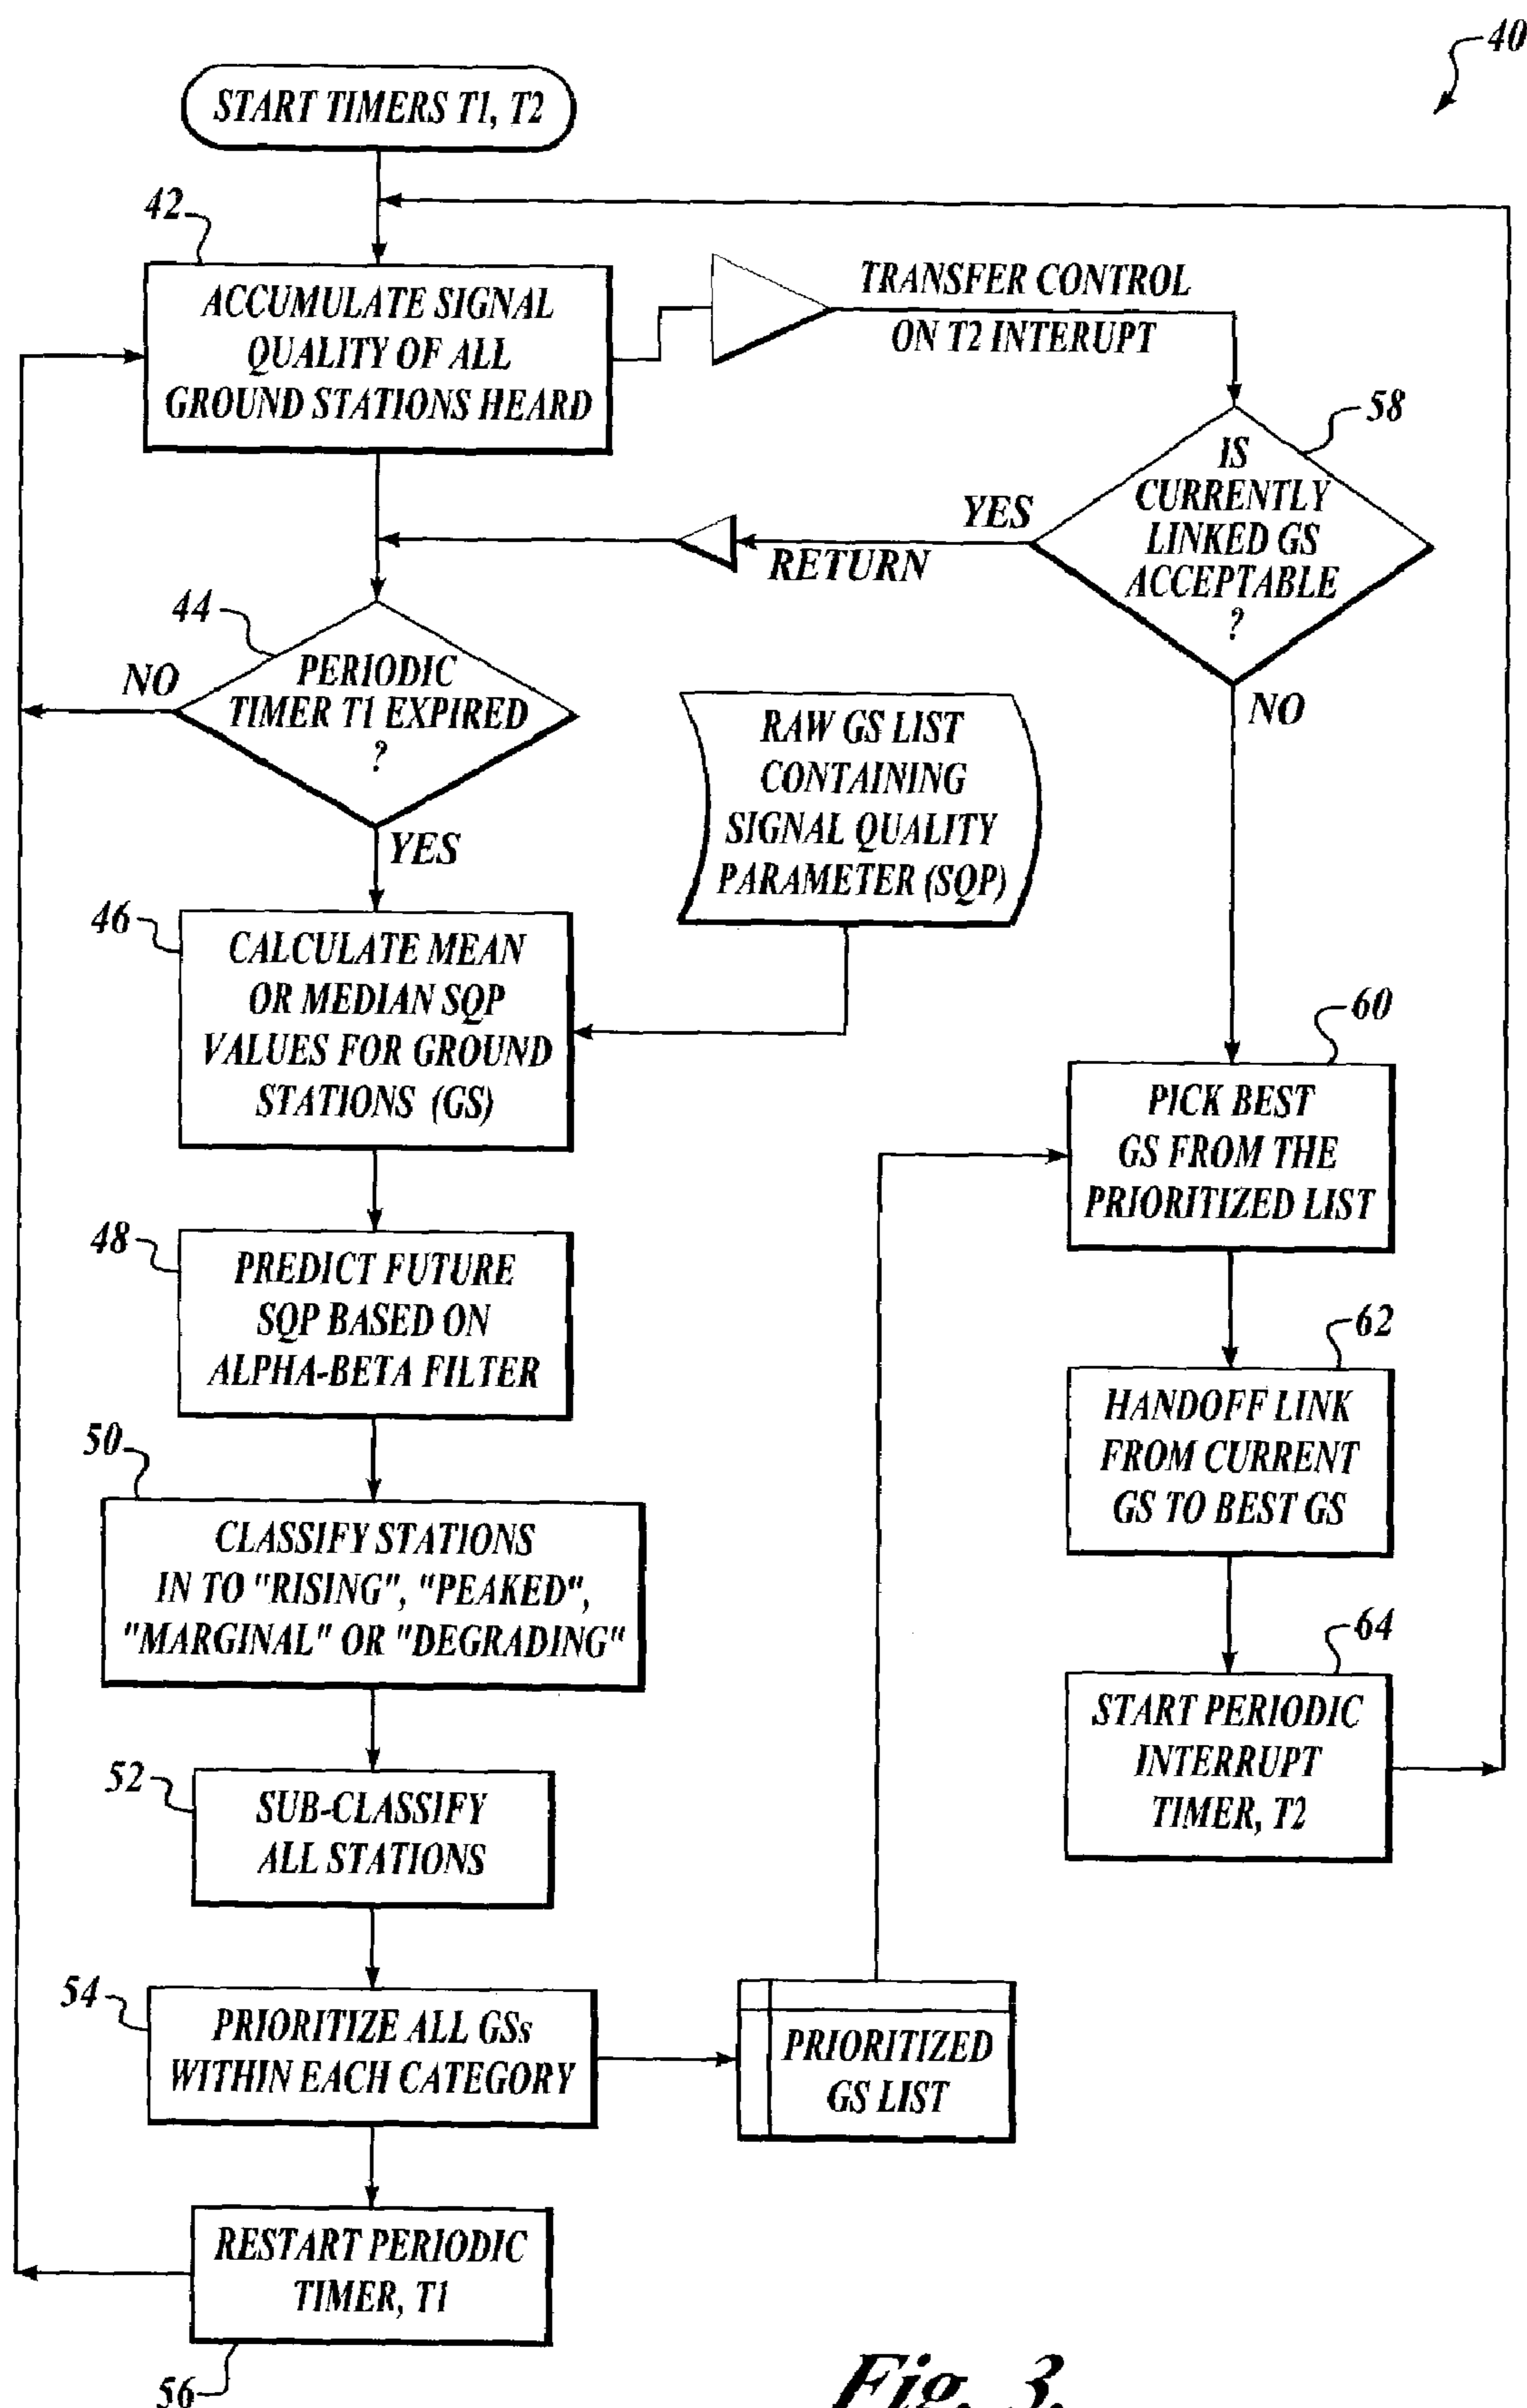 40
START TIMERS T1, T2
42
ACCUMULATE SIGNAL
QUALITY OF ALL
GROUND STATIONS HEARD
TRANSFER CONTROL
ON T2 INTERUPT
58
IS
CURRENTLY
LINKED GS
ACCEPTABLE
?
YES
RETURN
NO
44
PERIODIC
TIMER T1 EXPIRED
?
NO
YES
RAW GS LIST
CONTAINING
SIGNAL QUALITY
PARAMETER (SQP)
46
CALCULATE MEAN
OR MEDIAN SQP
VALUES FOR GROUND
STATIONS (GS)
60
PICK BEST
GS FROM THE
PRIORITIZED LIST
48
PREDICT FUTURE
SQP BASED ON
ALPHA-BETA FILTER
62
HANDOFF LINK
FROM CURRENT
GS TO BEST GS
50
CLASSIFY STATIONS
IN TO "RISING", "PEAKED",
"MARGINAL" OR "DEGRADING"
64
START PERIODIC
INTERRUPT
TIMER, T2
52
SUB-CLASSIFY
ALL STATIONS
54
PRIORITIZE ALL GSs
WITHIN EACH CATEGORY
PRIORITIZED
GS LIST
RESTART PERIODIC
TIMER, T1
56
Fig. 3.